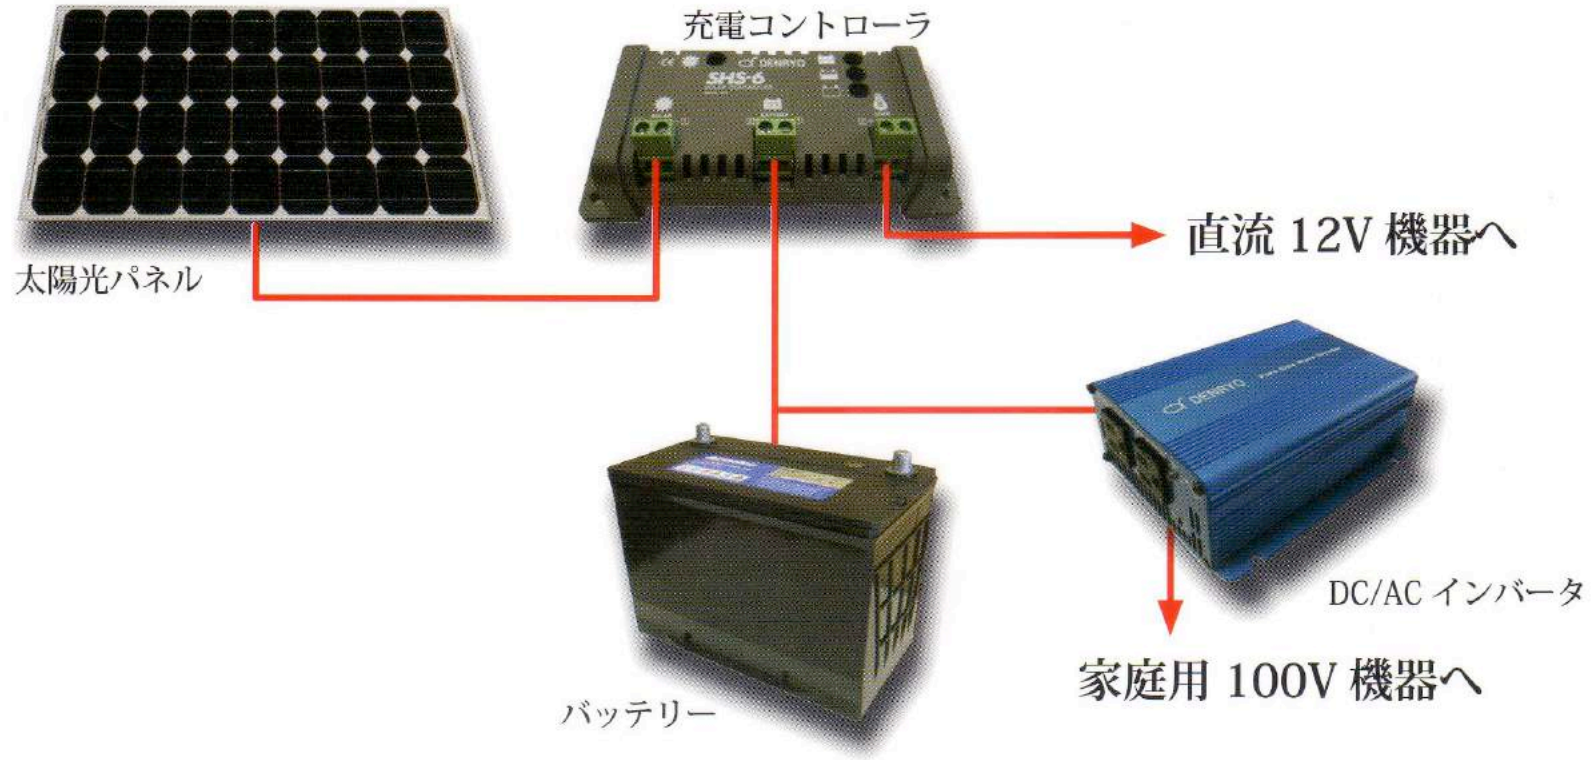 充電コントローラ
CE
DENRYO
SHS-6
太陽光パネル
直流 12V 機器へ
DENRYO
DC/AC インバータ
バッテリー
家庭用 100V 機器へ